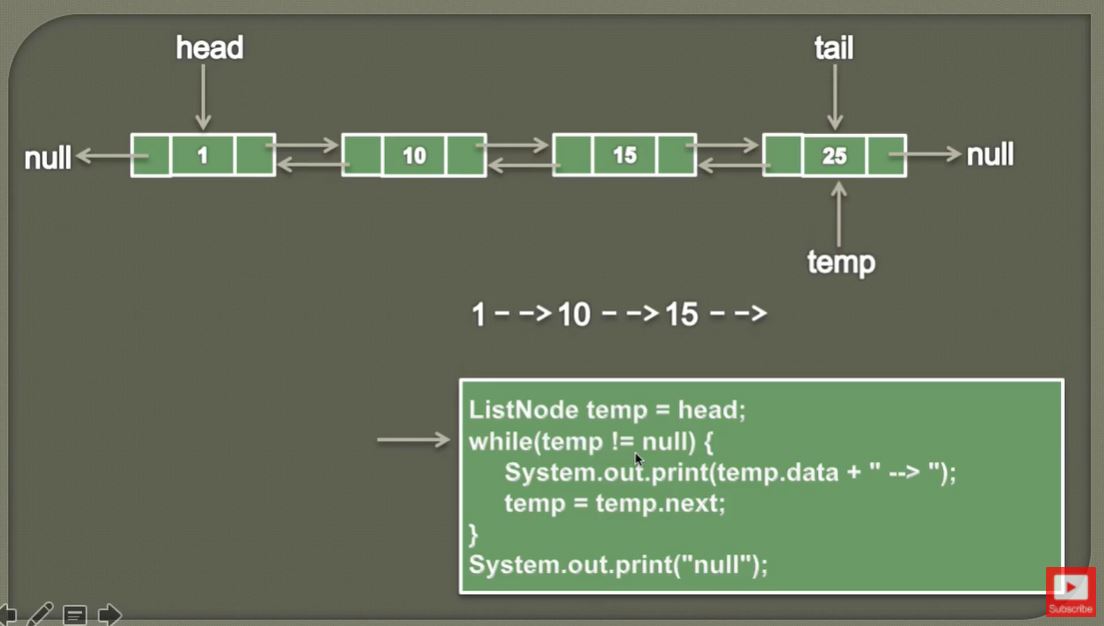 head
tail
null
1
10
15
25
null
temp
1 - -> 10 - -> 15 - ->
ListNode temp = head;
while(temp != null) {
System.out.print(temp.data + " --> ");
temp = temp.next;
}
System.out.print("null");
Subscribe